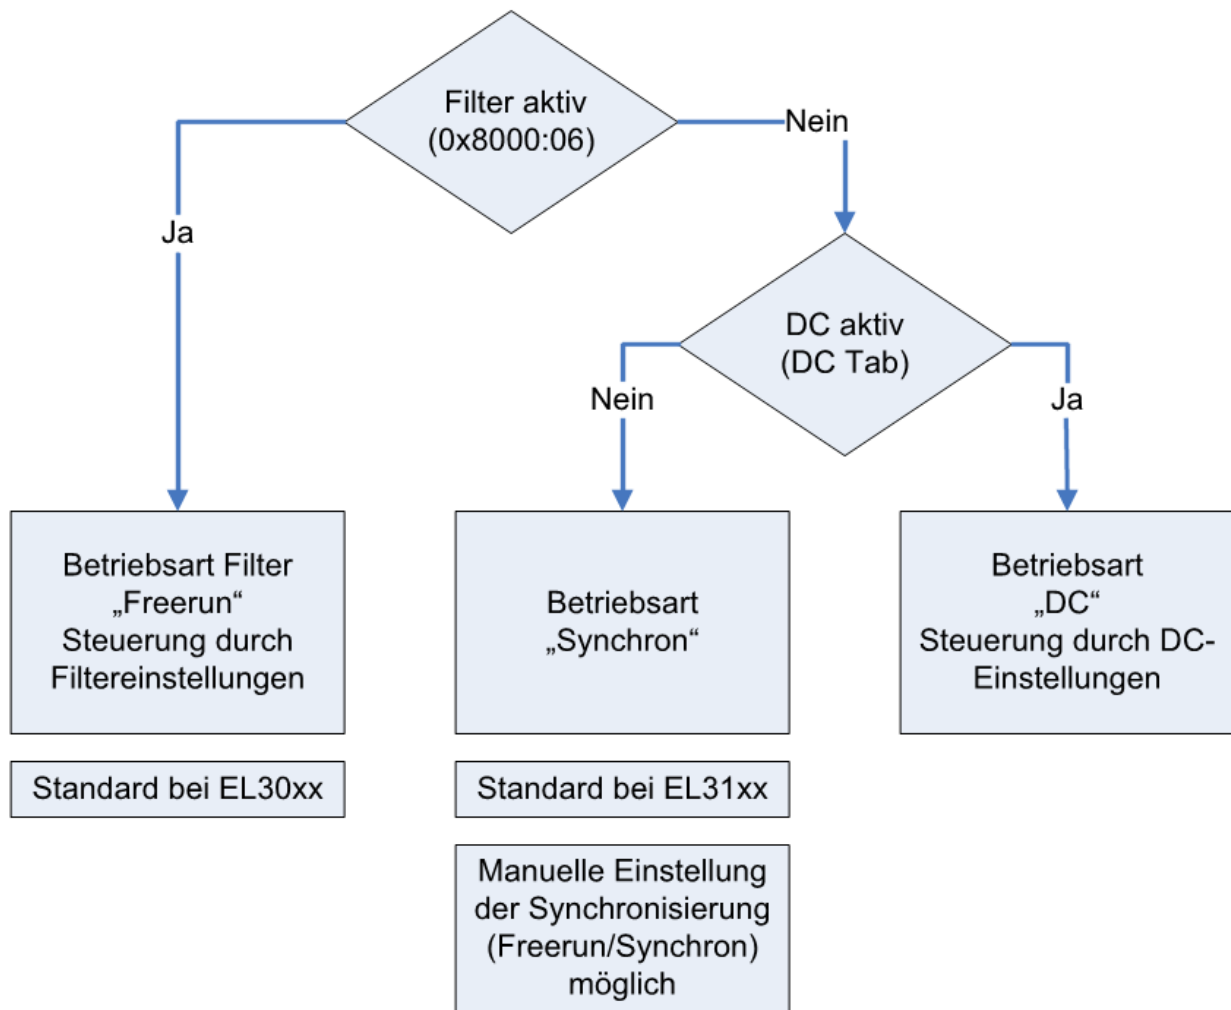 Filter aktiv
(0x8000:06)
Nein
Ja
DC aktiv
(DC Tab)
Nein
Ja
Betriebsart Filter
„Freerun“
Steuerung durch
Filtereinstellungen
Betriebsart
„Synchron“
Betriebsart
„DC“
Steuerung durch DC-
Einstellungen
Standard bei EL30xx
Standard bei EL31xx
Manuelle Einstellung
der Synchronisierung
(Freerun/Synchron)
möglich